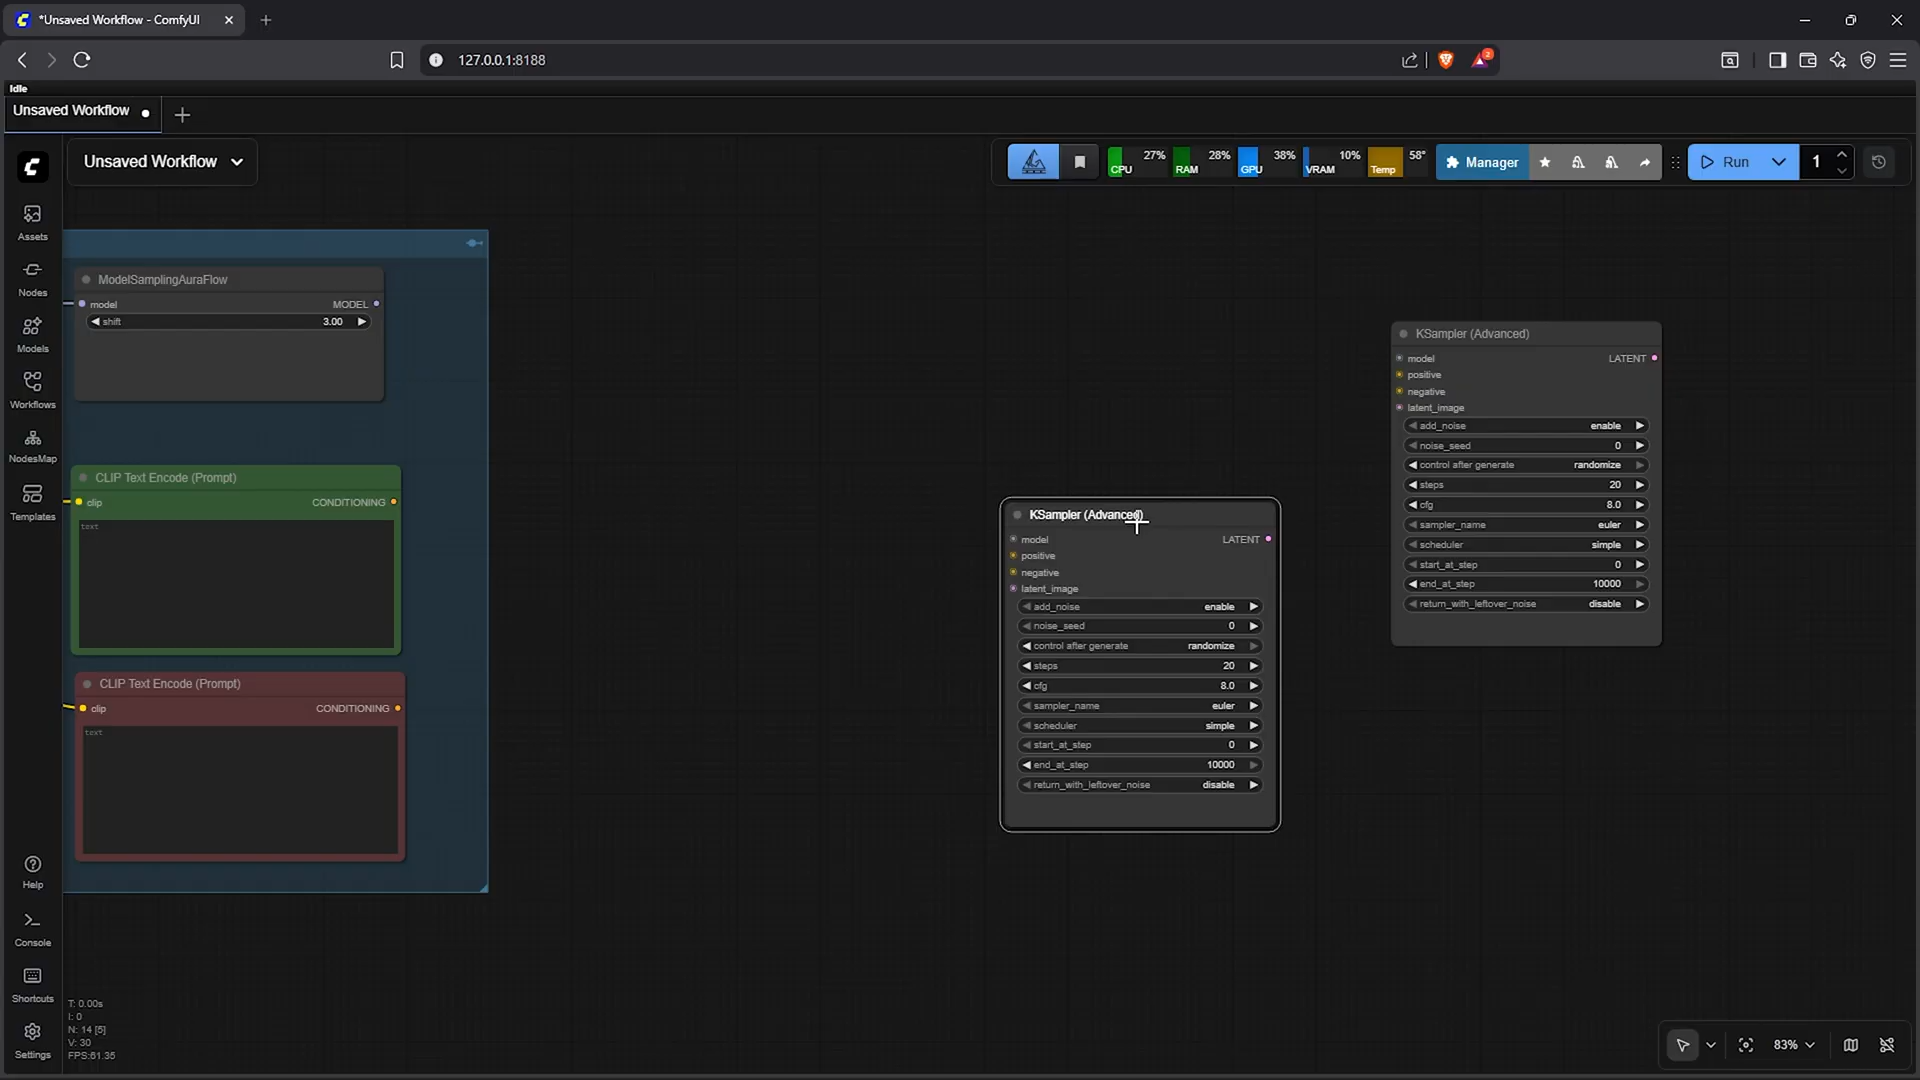 *Unsaved Workflow - ComfyUI
127.0.0.1:8188
2
Idle
Unsaved Workflow
Unsaved Workflow
CPU 27%
RAM 28%
GPU 38%
VRAM 10%
Temp 58°
Manager
Run
1
Assets
Nodes
Models
Workflows
NodesMap
Templates
Help
Console
Shortcuts
Settings
ModelSamplingAuraFlow
model MODEL
shift 3.00
CLIP Text Encode (Prompt)
clip CONDITIONING
text
CLIP Text Encode (Prompt)
clip CONDITIONING
text
KSampler (Advanced)
model LATENT
positive
negative
latent_image
add_noise enable
noise_seed 0
control after generate randomize
steps 20
cfg 8.0
sampler_name euler
scheduler simple
start_at_step 0
end_at_step 10000
return_with_leftover_noise disable
KSampler (Advanced)
model LATENT
positive
negative
latent_image
add_noise enable
noise_seed 0
control after generate randomize
steps 20
cfg 8.0
sampler_name euler
scheduler simple
start_at_step 0
end_at_step 10000
return_with_leftover_noise disable
T: 0.00s
I: 0
N: 14 [5]
V: 30
FPS:61.35
83%